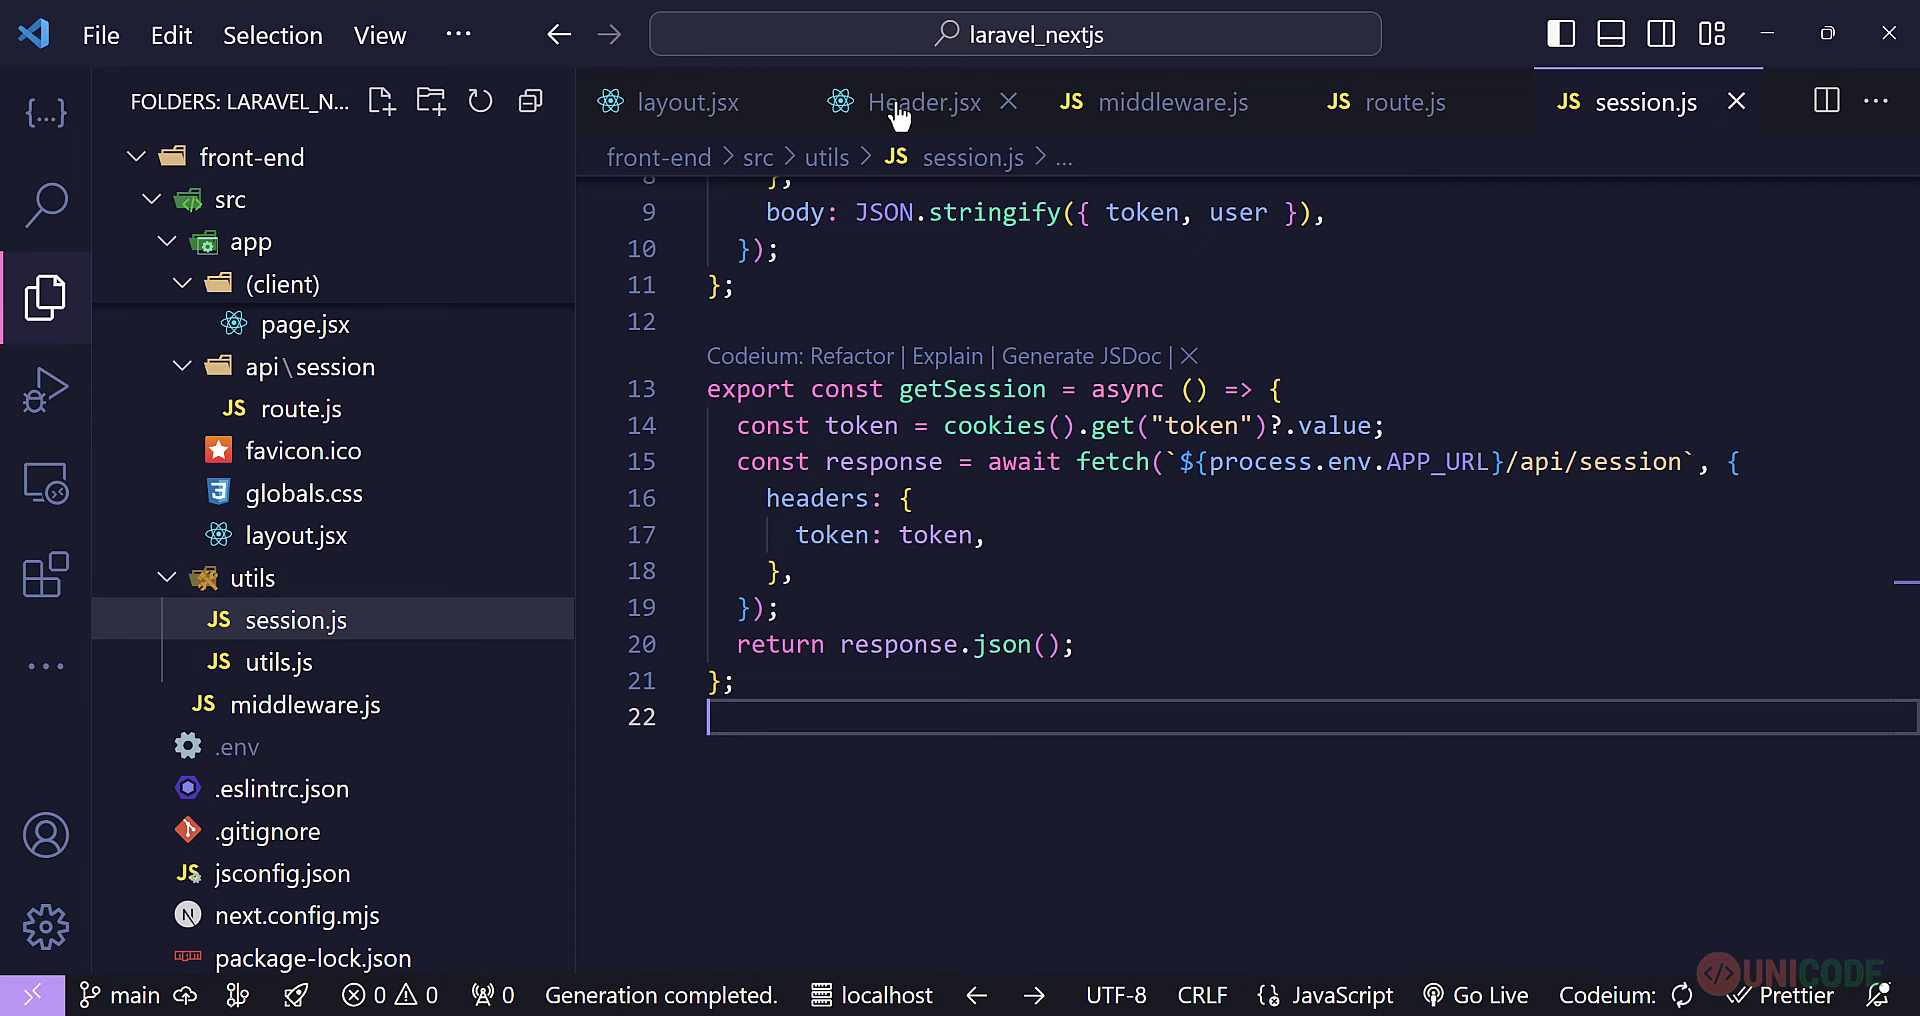 File Edit Selection View ... laravel_nextjs
FOLDERS: LARAVEL_N...
front-end
src
app
(client)
page.jsx
api\session
route.js
favicon.ico
globals.css
layout.jsx
utils
session.js
utils.js
middleware.js
.env
.eslintrc.json
.gitignore
jsconfig.json
next.config.mjs
package-lock.json
layout.jsx Header.jsx JS middleware.js JS route.js JS session.js
front-end > src > utils > JS session.js > ...
8 },
9 body: JSON.stringify({ token, user }),
10 });
11 };
12
Codeium: Refactor | Explain | Generate JSDoc | ×
13 export const getSession = async () => {
14 const token = cookies().get("token")?.value;
15 const response = await fetch(`${process.env.APP_URL}/api/session`, {
16 headers: {
17 token: token,
18 },
19 });
20 return response.json();
21 };
22
main 0 0 0 Generation completed. localhost UTF-8 CRLF {} JavaScript Go Live Codeium: Prettier
UNICODE